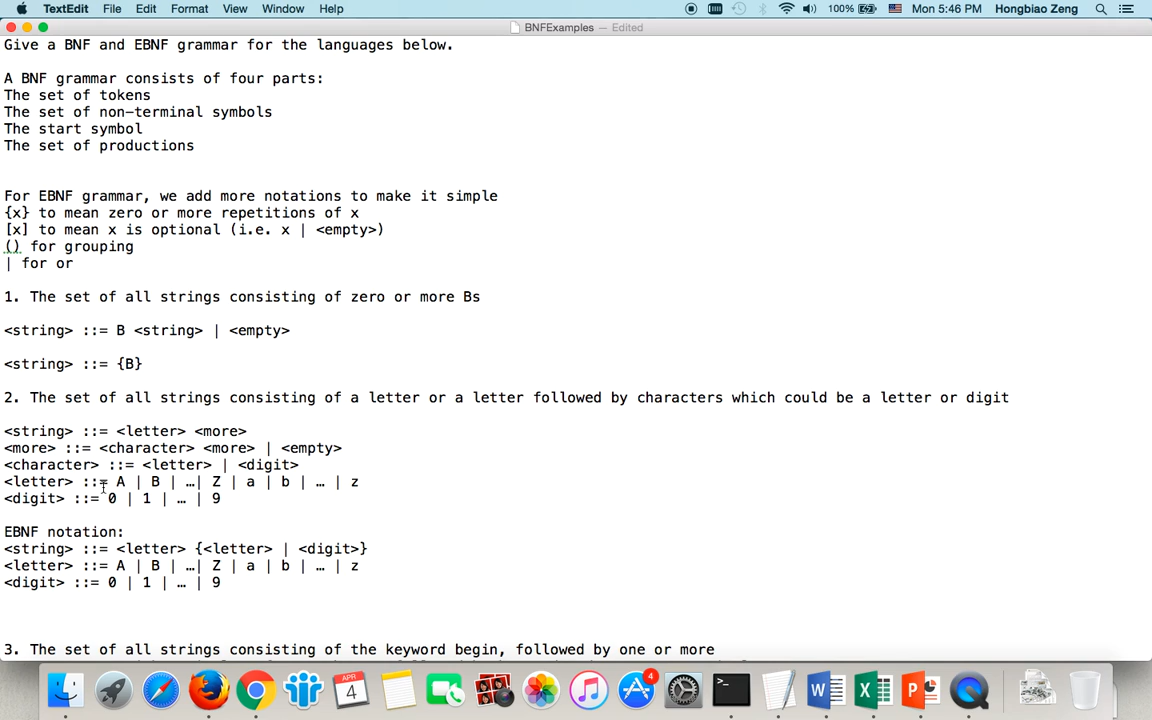 TextEdit File Edit Format View Window Help 100% Mon 5:46 PM Hongbiao Zeng
BNFExamples — Edited
Give a BNF and EBNF grammar for the languages below.
A BNF grammar consists of four parts:
The set of tokens
The set of non-terminal symbols
The start symbol
The set of productions
For EBNF grammar, we add more notations to make it simple
{x} to mean zero or more repetitions of x
[x] to mean x is optional (i.e. x | <empty>)
() for grouping
| for or
1. The set of all strings consisting of zero or more Bs
<string> ::= B <string> | <empty>
<string> ::= {B}
2. The set of all strings consisting of a letter or a letter followed by characters which could be a letter or digit
<string> ::= <letter> <more>
<more> ::= <character> <more> | <empty>
<character> ::= <letter> | <digit>
<letter> ::= A | B | …| Z | a | b | … | z
<digit> ::= 0 | 1 | … | 9
EBNF notation:
<string> ::= <letter> {<letter> | <digit>}
<letter> ::= A | B | …| Z | a | b | … | z
<digit> ::= 0 | 1 | … | 9
3. The set of all strings consisting of the keyword begin, followed by one or more
APR
4
4